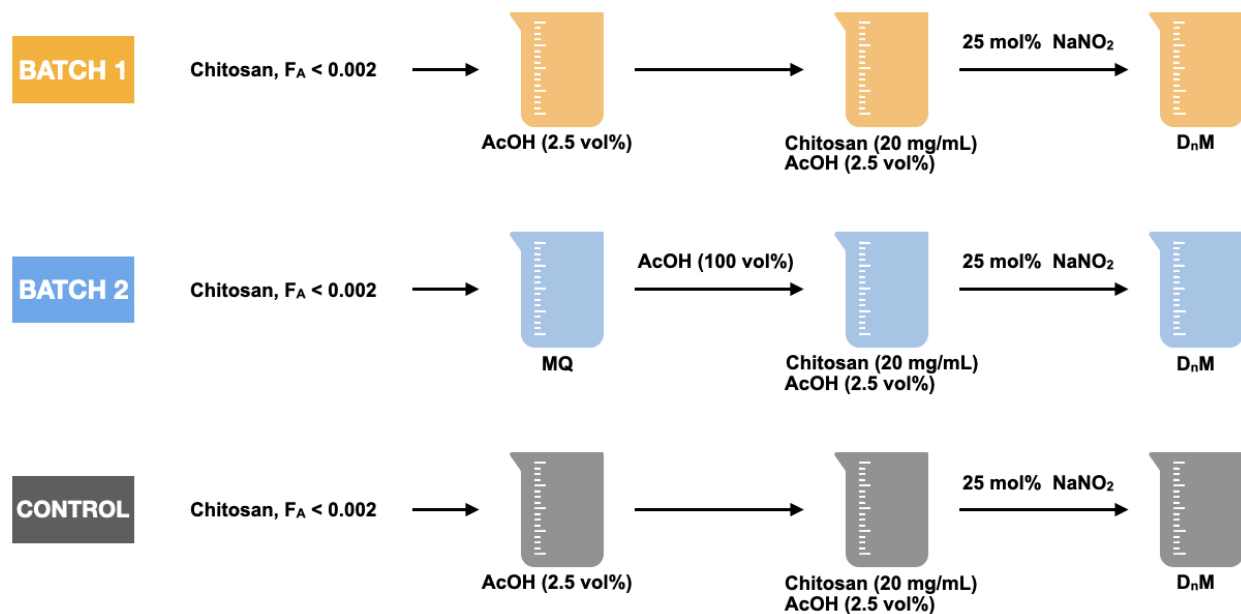 BATCH 1
Chitosan, FA < 0.002
AcOH (2.5 vol%)
Chitosan (20 mg/mL)
AcOH (2.5 vol%)
25 mol% NaNO2
DnM
BATCH 2
Chitosan, FA < 0.002
MQ
AcOH (100 vol%)
Chitosan (20 mg/mL)
AcOH (2.5 vol%)
25 mol% NaNO2
DnM
CONTROL
Chitosan, FA < 0.002
AcOH (2.5 vol%)
Chitosan (20 mg/mL)
AcOH (2.5 vol%)
25 mol% NaNO2
DnM